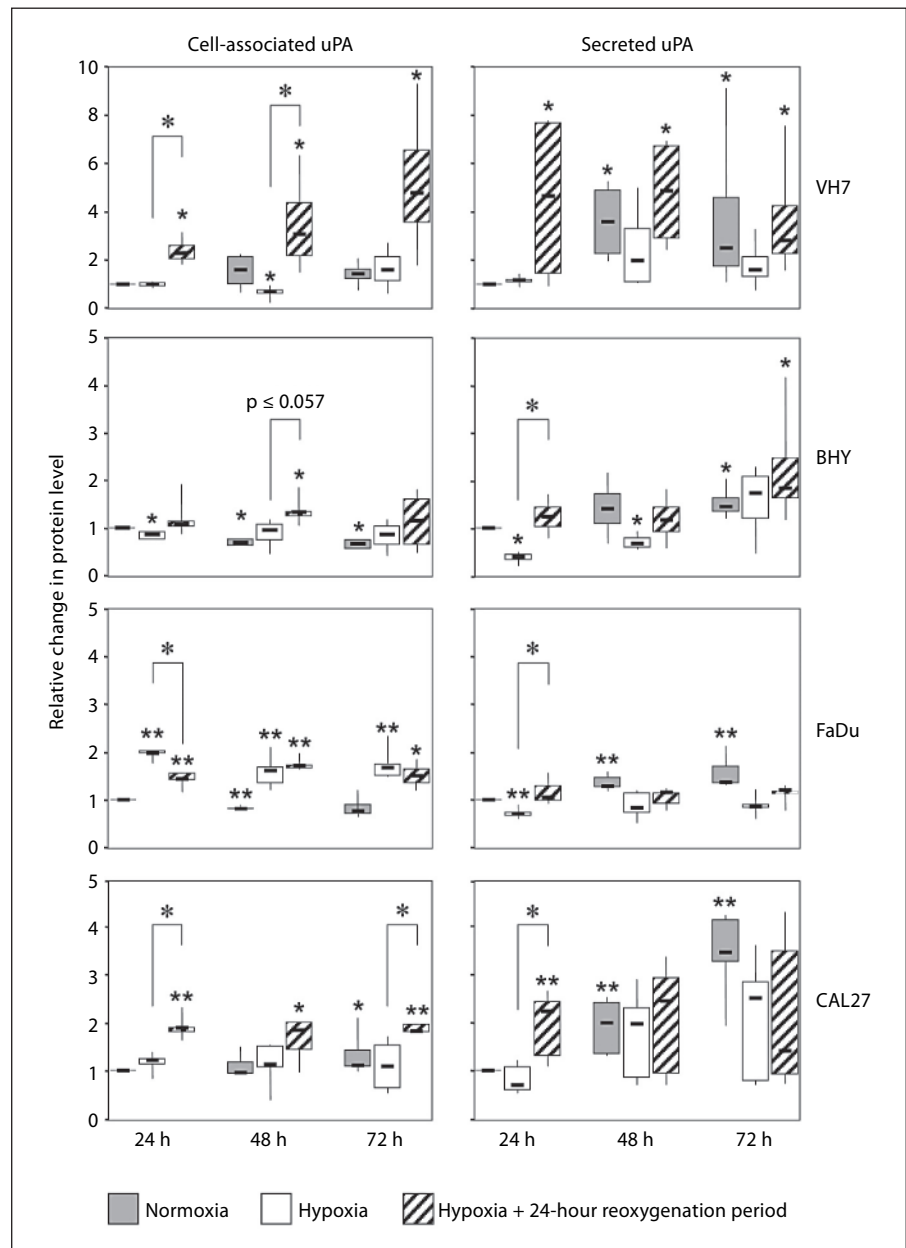 Cell-associated uPA Secreted uPA
Relative change in protein level
10
8
6
4
2
0
* * * * * *
* * * * *
VH7
5
4
3
2
1
0
p ≤ 0.057
* * * *
* * * * *
BHY
5
4
3
2
1
0
* ** ** ** ** ** ** *
* ** ** **
FaDu
5
4
3
2
1
0
* ** * * * **
* ** ** **
CAL27
24 h 48 h 72 h 24 h 48 h 72 h
Normoxia Hypoxia Hypoxia + 24-hour reoxygenation period